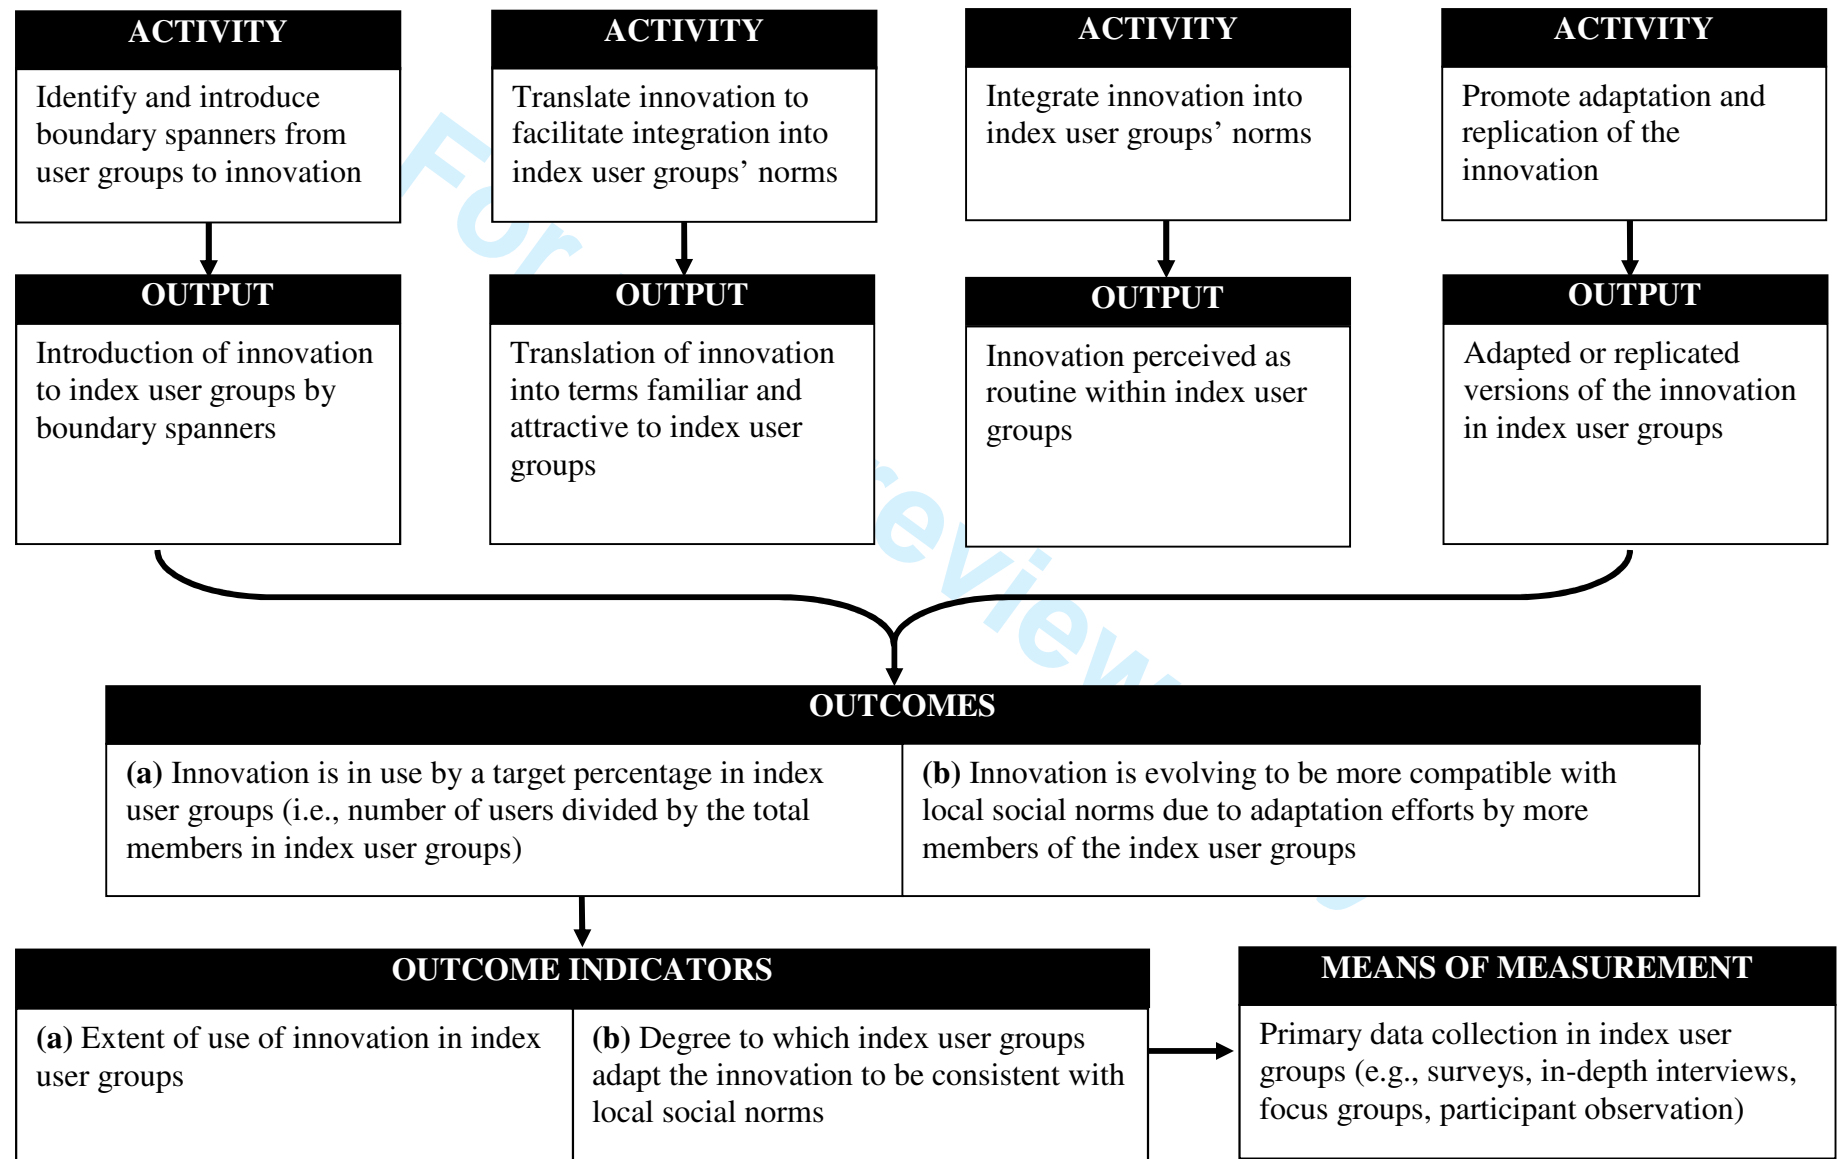 ACTIVITY
Identify and introduce
boundary spanners from
user groups to innovation
ACTIVITY
Translate innovation to
facilitate integration into
index user groups’ norms
ACTIVITY
Integrate innovation into
index user groups’ norms
ACTIVITY
Promote adaptation and
replication of the
innovation
OUTPUT
Introduction of innovation
to index user groups by
boundary spanners
OUTPUT
Translation of innovation
into terms familiar and
attractive to index user
groups
OUTPUT
Innovation perceived as
routine within index user
groups
OUTPUT
Adapted or replicated
versions of the innovation
in index user groups
For
review
OUTCOMES
(a) Innovation is in use by a target percentage in index
user groups (i.e., number of users divided by the total
members in index user groups)
(b) Innovation is evolving to be more compatible with
local social norms due to adaptation efforts by more
members of the index user groups
OUTCOME INDICATORS
(a) Extent of use of innovation in index
user groups
(b) Degree to which index user groups
adapt the innovation to be consistent with
local social norms
MEANS OF MEASUREMENT
Primary data collection in index user
groups (e.g., surveys, in-depth interviews,
focus groups, participant observation)